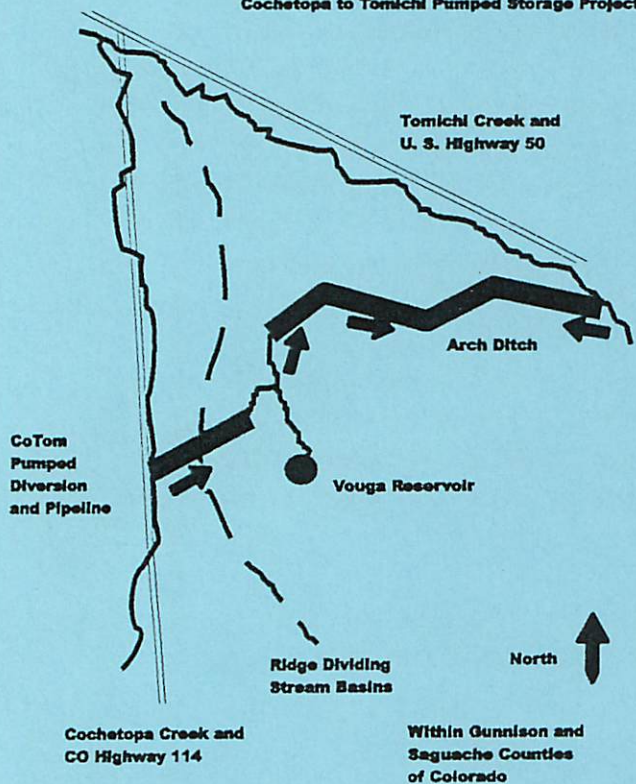 Cochetopa to Tomichi Pumped Storage Project
Tomichi Creek and
U. S. Highway 50
Arch Ditch
CoTom
Pumped
Diversion
and Pipeline
Vouga Reservoir
Ridge Dividing
Stream Basins
North
Cochetopa Creek and
CO Highway 114
Within Gunnison and
Saguache Counties
of Colorado